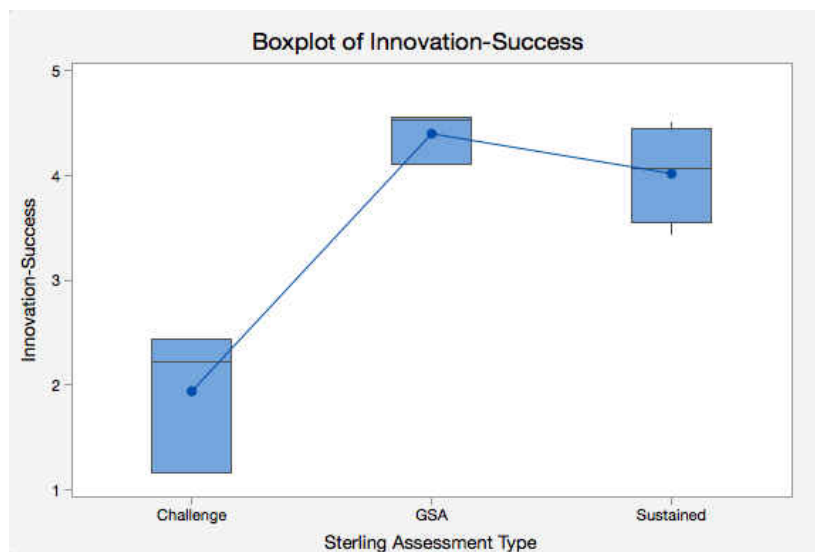 Boxplot of Innovation-Success
5
4
3
2
1
Innovation-Success
Challenge GSA Sustained
Sterling Assessment Type